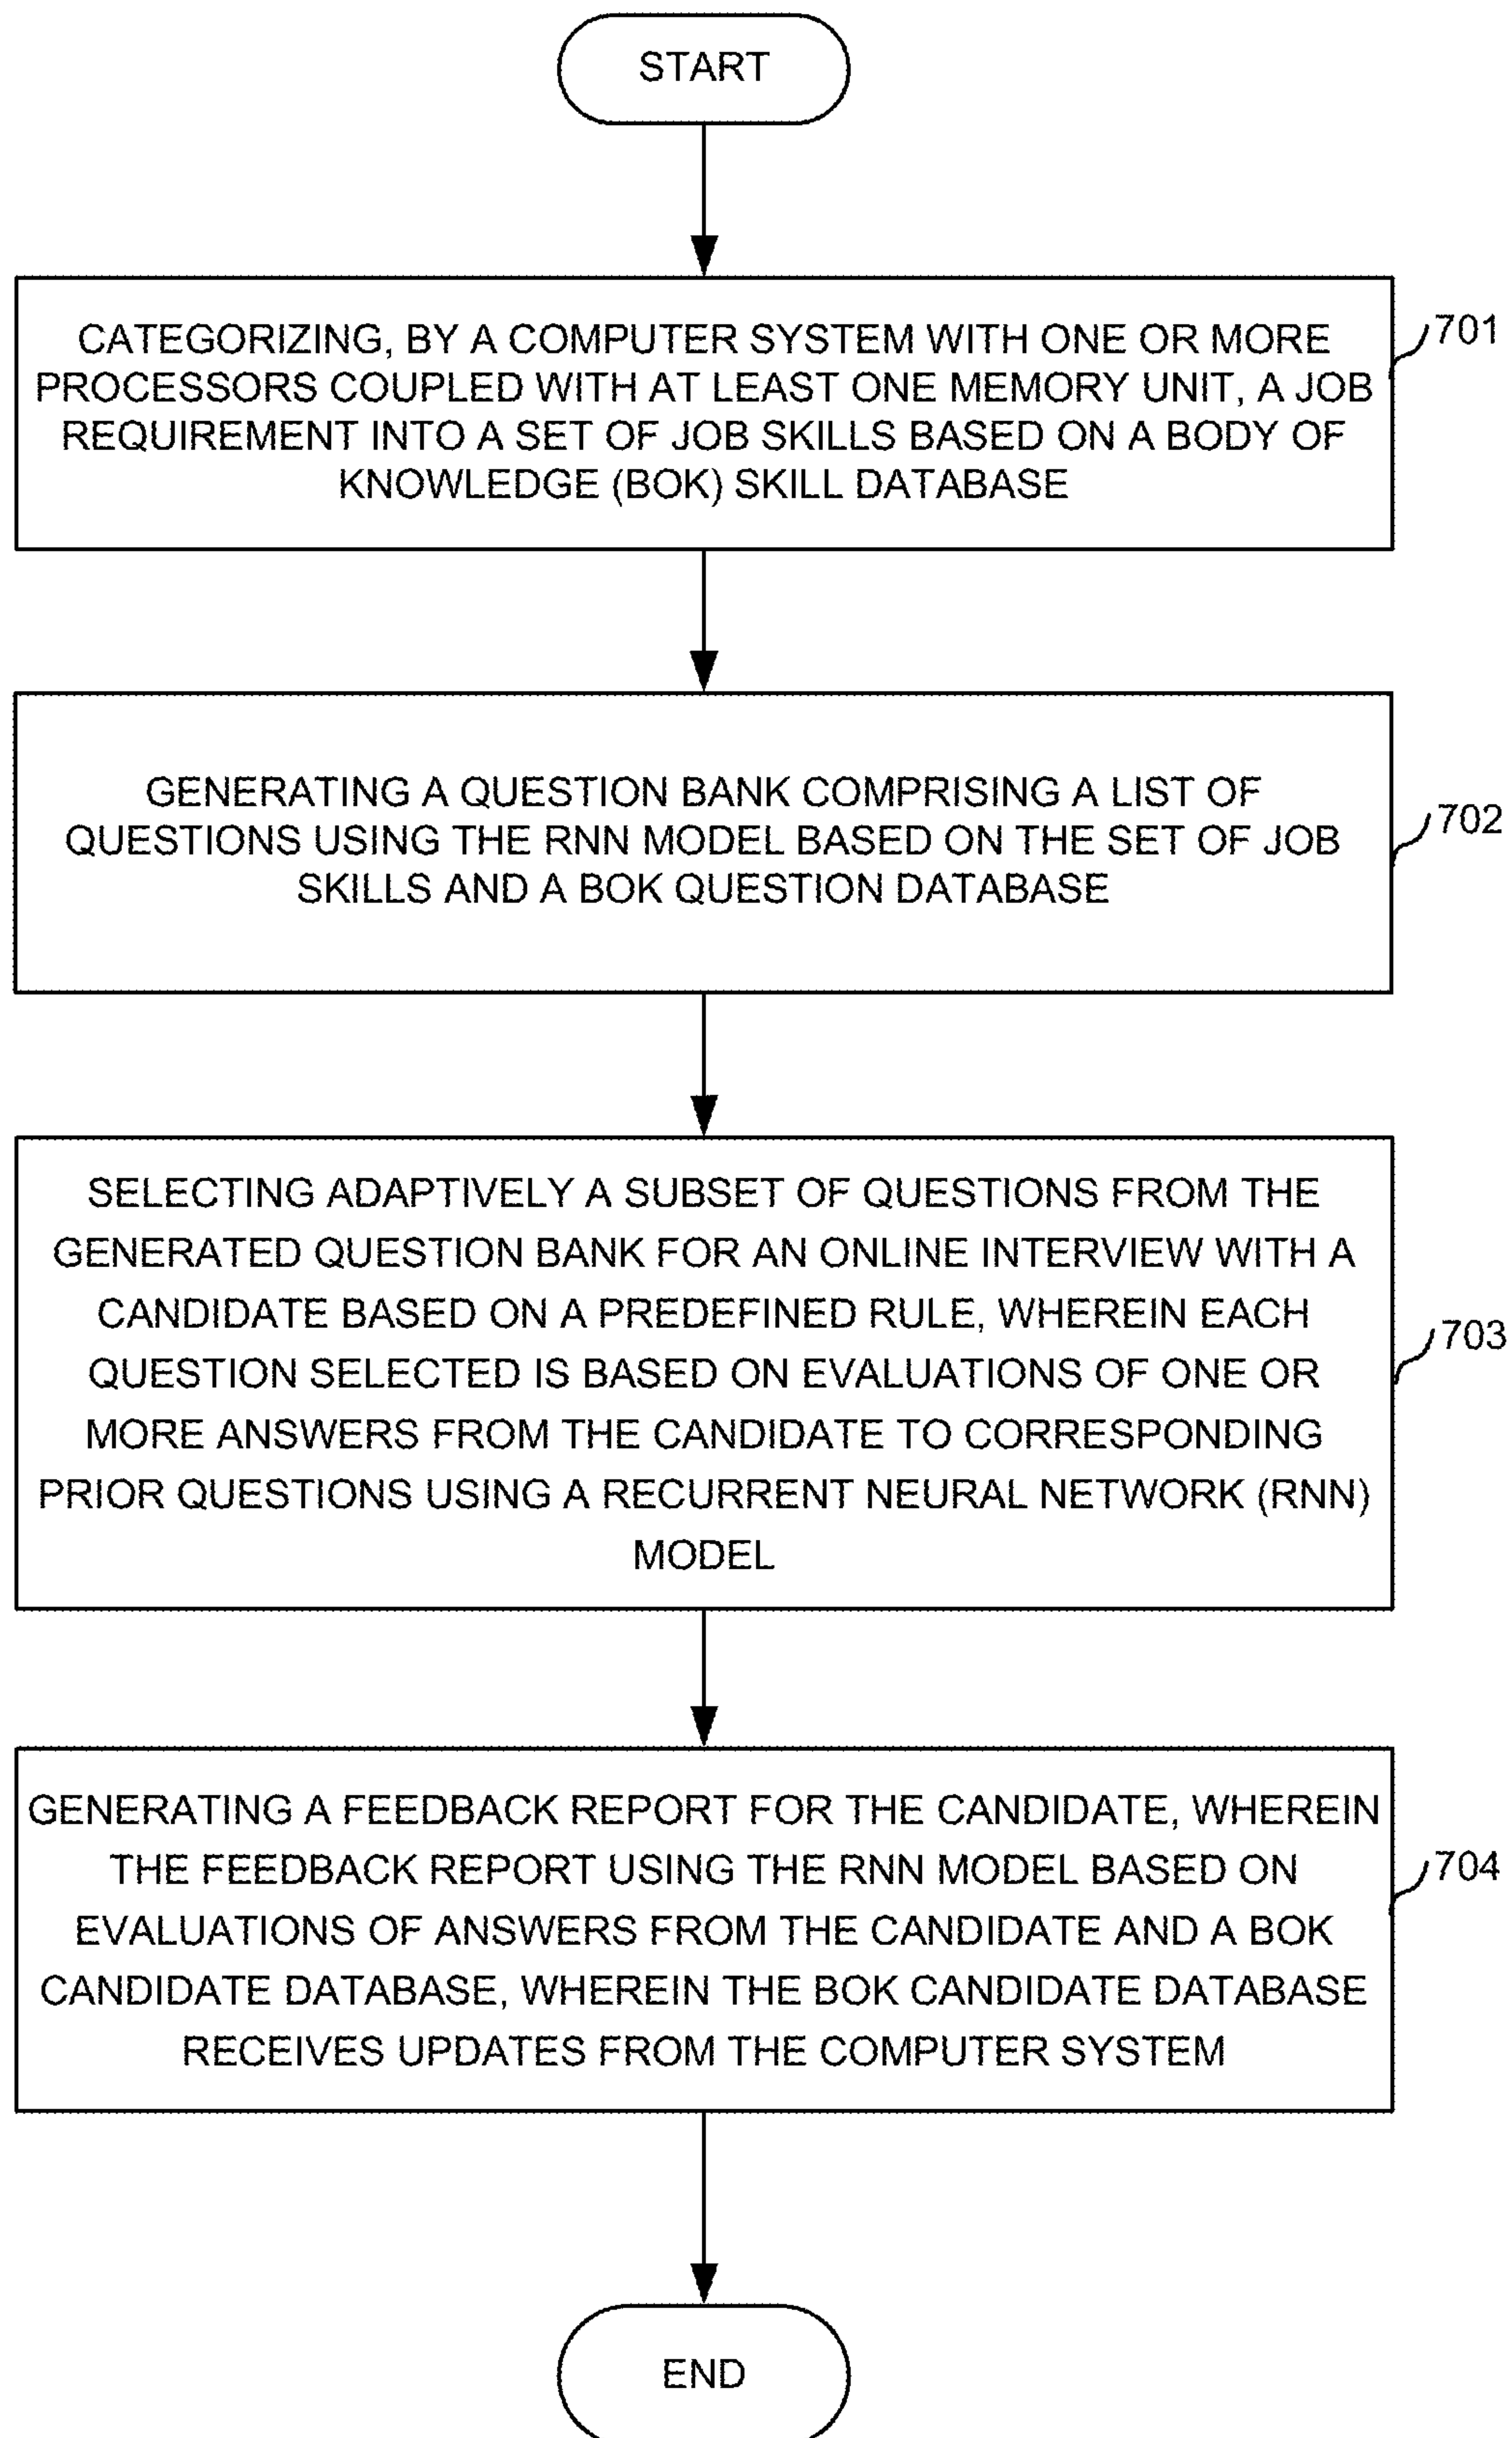 START
CATEGORIZING, BY A COMPUTER SYSTEM WITH ONE OR MORE
PROCESSORS COUPLED WITH AT LEAST ONE MEMORY UNIT, A JOB
REQUIREMENT INTO A SET OF JOB SKILLS BASED ON A BODY OF
KNOWLEDGE (BOK) SKILL DATABASE
701
GENERATING A QUESTION BANK COMPRISING A LIST OF
QUESTIONS USING THE RNN MODEL BASED ON THE SET OF JOB
SKILLS AND A BOK QUESTION DATABASE
702
SELECTING ADAPTIVELY A SUBSET OF QUESTIONS FROM THE
GENERATED QUESTION BANK FOR AN ONLINE INTERVIEW WITH A
CANDIDATE BASED ON A PREDEFINED RULE, WHEREIN EACH
QUESTION SELECTED IS BASED ON EVALUATIONS OF ONE OR
MORE ANSWERS FROM THE CANDIDATE TO CORRESPONDING
PRIOR QUESTIONS USING A RECURRENT NEURAL NETWORK (RNN)
MODEL
703
GENERATING A FEEDBACK REPORT FOR THE CANDIDATE, WHEREIN
THE FEEDBACK REPORT USING THE RNN MODEL BASED ON
EVALUATIONS OF ANSWERS FROM THE CANDIDATE AND A BOK
CANDIDATE DATABASE, WHEREIN THE BOK CANDIDATE DATABASE
RECEIVES UPDATES FROM THE COMPUTER SYSTEM
704
END